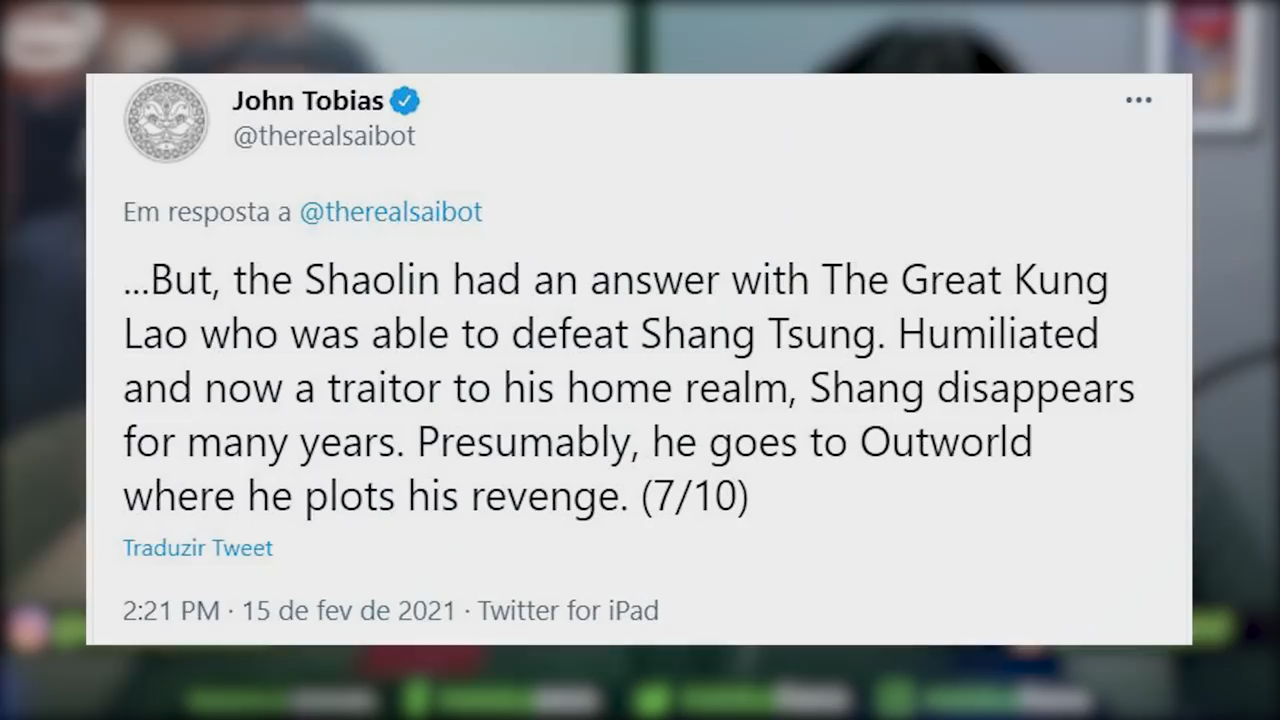 John Tobias
@therealsaibot
Em resposta a @therealsaibot
...But, the Shaolin had an answer with The Great Kung
Lao who was able to defeat Shang Tsung. Humiliated
and now a traitor to his home realm, Shang disappears
for many years. Presumably, he goes to Outworld
where he plots his revenge. (7/10)
Traduzir Tweet
2:21 PM · 15 de fev de 2021 · Twitter for iPad